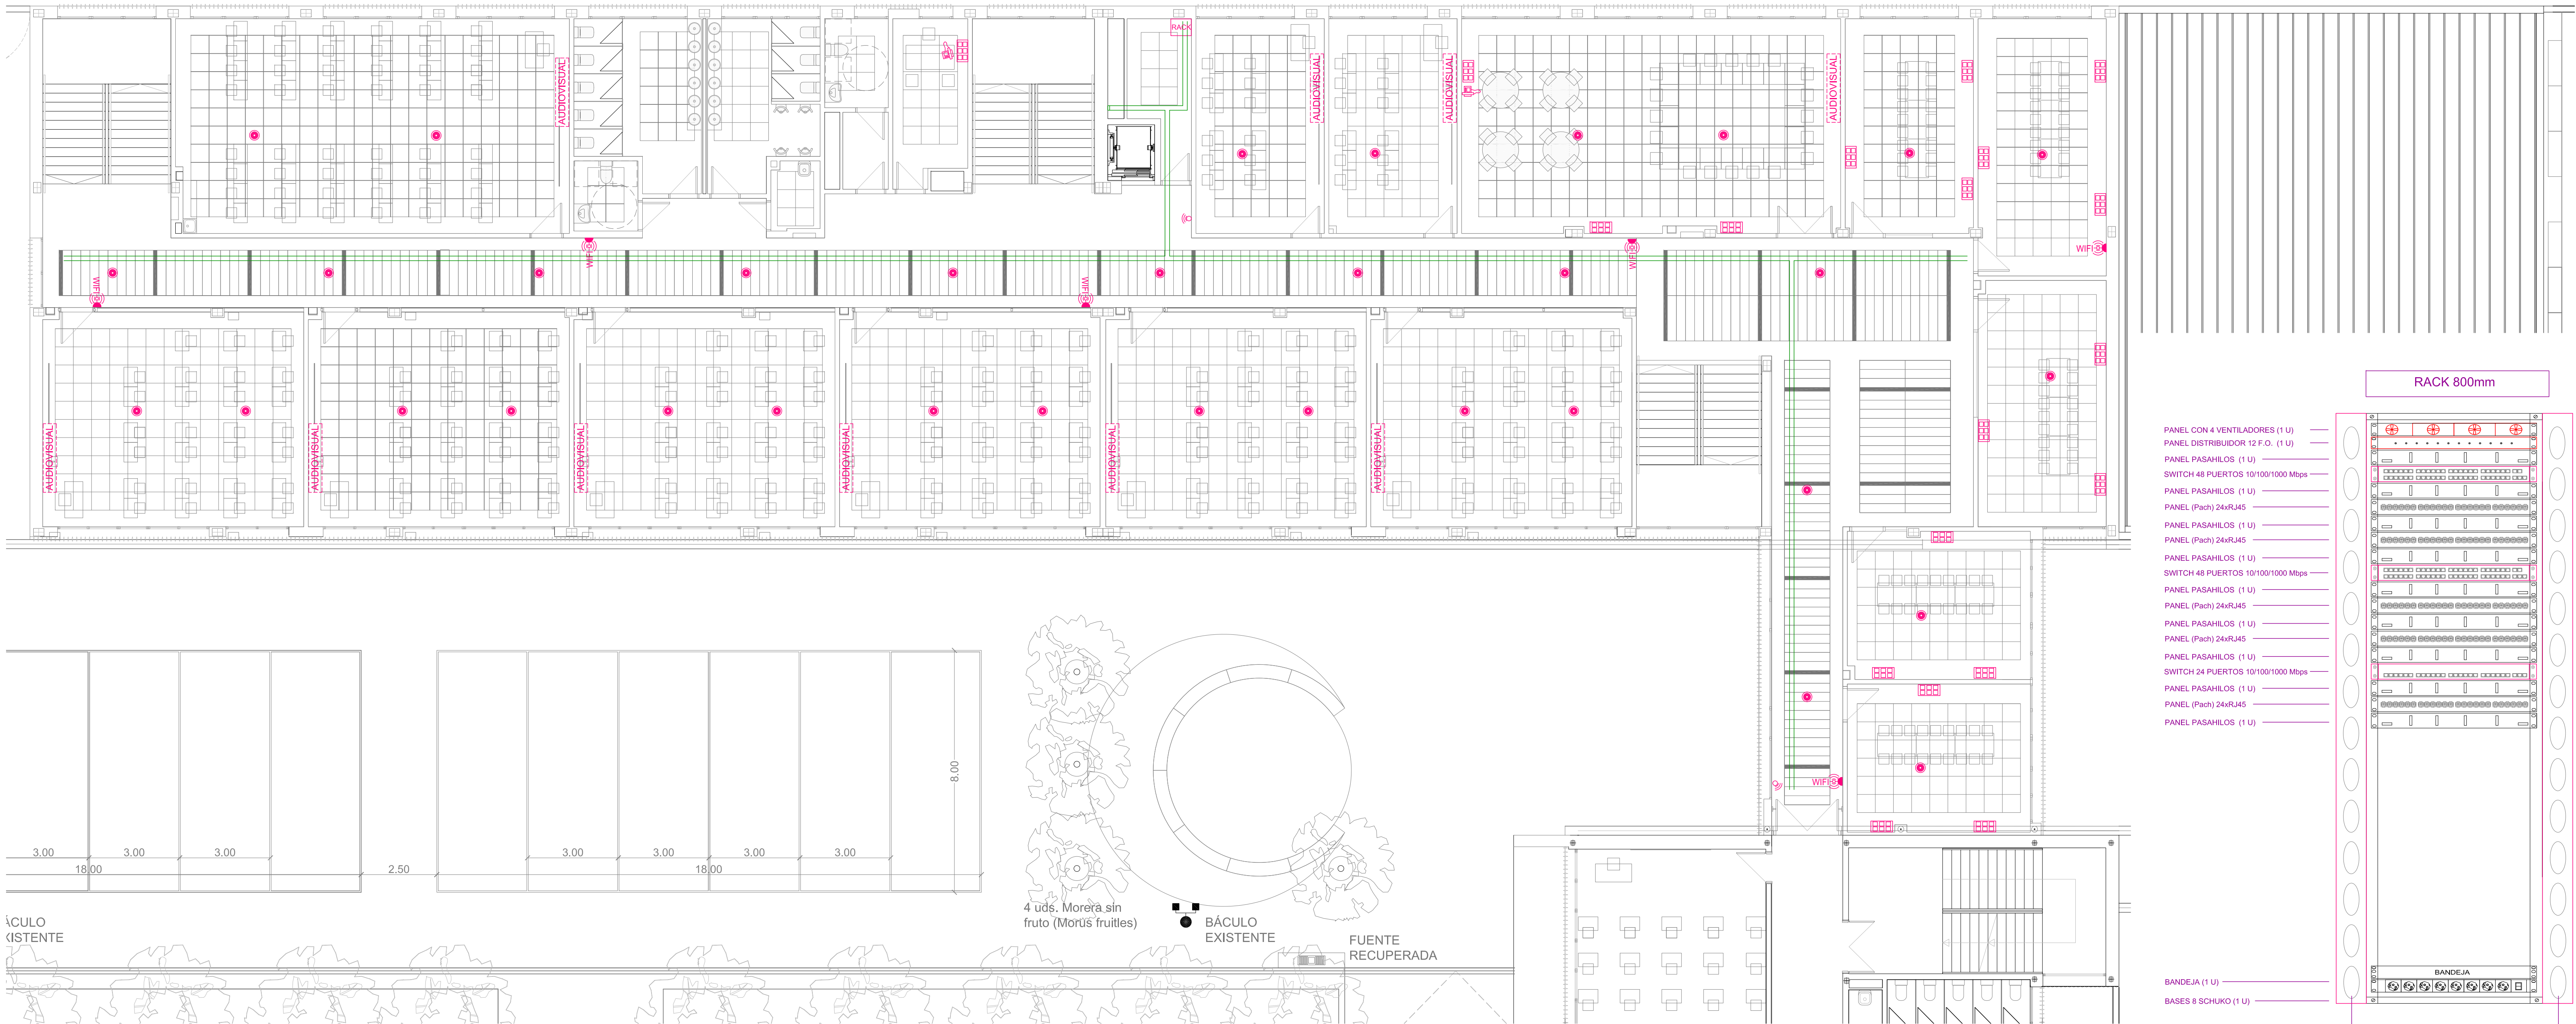 RACK
AUDIOVISUAL
AUDIOVISUAL
AUDIOVISUAL
AUDIOVISUAL
WIFI
WIFI
WIFI
WIFI
WIFI
AUDIOVISUAL
AUDIOVISUAL
AUDIOVISUAL
AUDIOVISUAL
AUDIOVISUAL
AUDIOVISUAL
WIFI
3.00
3.00
3.00
18.00
2.50
3.00
3.00
3.00
3.00
18.00
8.00
4 uds. Morera sin
fruto (Morus fruitles)
BÁCULO
EXISTENTE
FUENTE
RECUPERADA
ÁCULO
XISTENTE
RACK 800mm
PANEL CON 4 VENTILADORES (1 U)
PANEL DISTRIBUIDOR 12 F.O. (1 U)
PANEL PASAHILOS (1 U)
SWITCH 48 PUERTOS 10/100/1000 Mbps
PANEL PASAHILOS (1 U)
PANEL (Pach) 24xRJ45
PANEL PASAHILOS (1 U)
PANEL (Pach) 24xRJ45
PANEL PASAHILOS (1 U)
SWITCH 48 PUERTOS 10/100/1000 Mbps
PANEL PASAHILOS (1 U)
PANEL (Pach) 24xRJ45
PANEL PASAHILOS (1 U)
PANEL (Pach) 24xRJ45
PANEL PASAHILOS (1 U)
SWITCH 24 PUERTOS 10/100/1000 Mbps
PANEL PASAHILOS (1 U)
PANEL (Pach) 24xRJ45
PANEL PASAHILOS (1 U)
BANDEJA
BANDEJA (1 U)
BASES 8 SCHUKO (1 U)